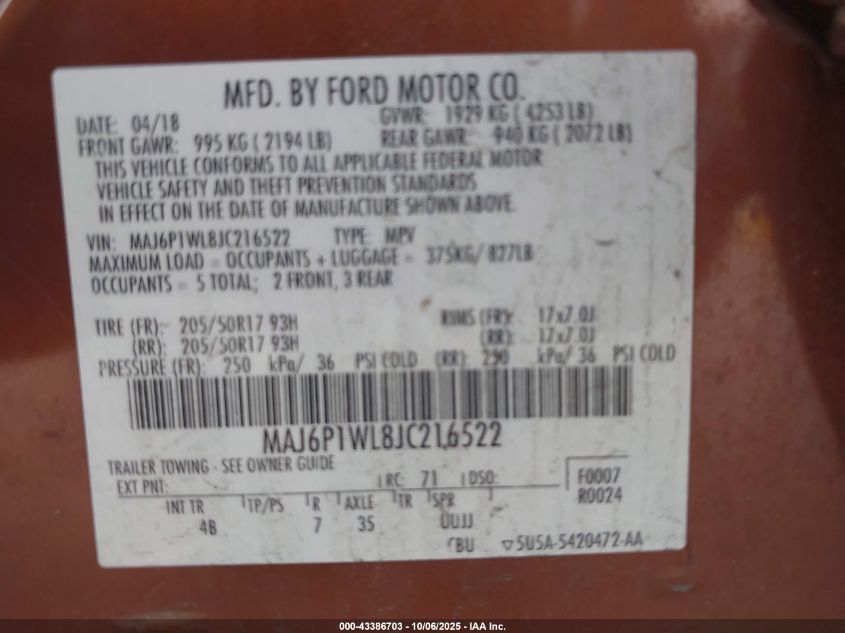 MFD. BY FORD MOTOR CO.
DATE: 04/18 GVWR: 1929 KG ( 4253 LB)
FRONT GAWR: 995 KG ( 2194 LB) REAR GAWR: 940 KG ( 2072 LB)
THIS VEHICLE CONFORMS TO ALL APPLICABLE FEDERAL MOTOR
VEHICLE SAFETY AND THEFT PREVENTION STANDARDS
IN EFFECT ON THE DATE OF MANUFACTURE SHOWN ABOVE.
VIN: MAJ6P1WL8JC216522 TYPE: MPV
MAXIMUM LOAD = OCCUPANTS + LUGGAGE = 375KG/ 827LB
OCCUPANTS = 5 TOTAL; 2 FRONT, 3 REAR
TIRE (FR): 205/50R17 93H RIMS (FR): 17x7.0J
(RR): 205/50R17 93H (RR): 17x7.0J
PRESSURE (FR): 250 kPa/ 36 PSI COLD (RR): 250 kPa/ 36 PSI COLD
MAJ6P1WL8JC216522
TRAILER TOWING - SEE OWNER GUIDE
EXT PNT: RC: 71 DSO: F0007
R0024
INT TR TP/PS R AXLE TR SPR
4B 7 35 UUJJ
CBU ▽5U5A-5420472-AA
000-43386703 - 10/06/2025 - IAA Inc.